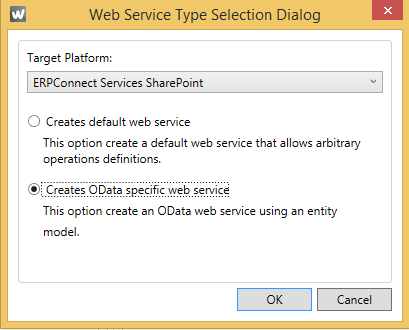 Web Service Type Selection Dialog
Target Platform:
ERPConnect Services SharePoint
Creates default web service
This option create a default web service that allows arbitrary
operations definitions.
Creates OData specific web service
This option create an OData web service using an entity
model.
OK Cancel